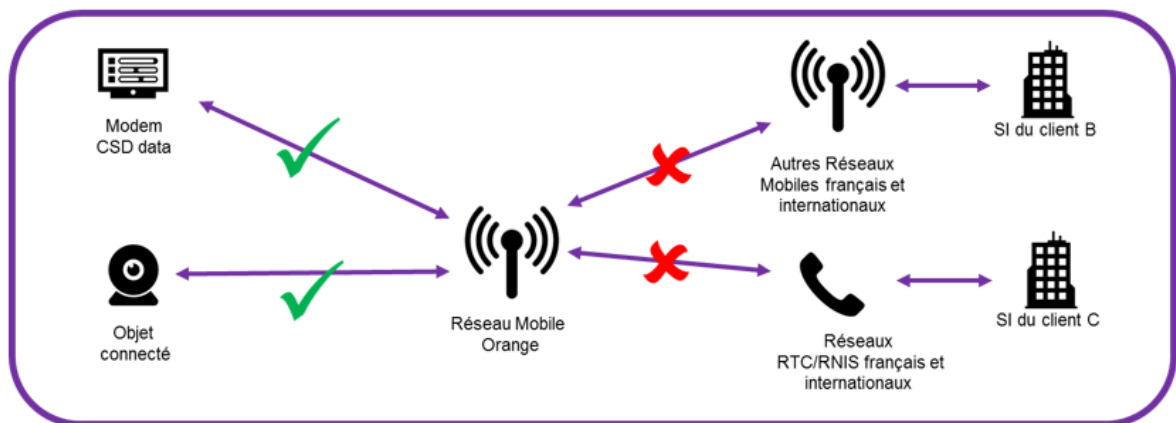 Modem
CSD data
Objet
connecté
Réseau Mobile
Orange
Autres Réseaux
Mobiles français et
internationaux
SI du client B
Réseaux
RTC/RNIS français et
internationaux
SI du client C